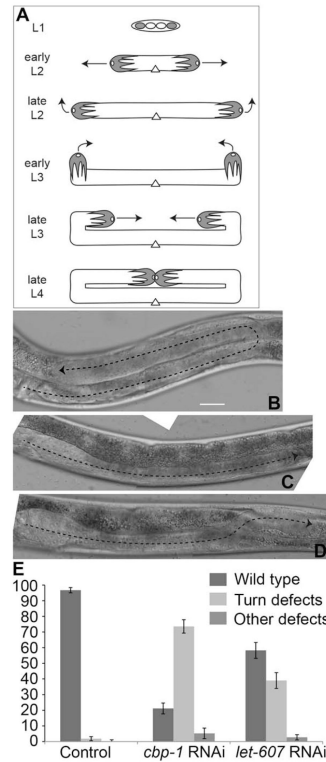 A
L1
early
L2
late
L2
early
L3
late
L3
late
L4
B
C
D
E
100
90
80
70
60
50
40
30
20
10
0
Wild type
Turn defects
Other defects
Control
cbp-1 RNAi
let-607 RNAi